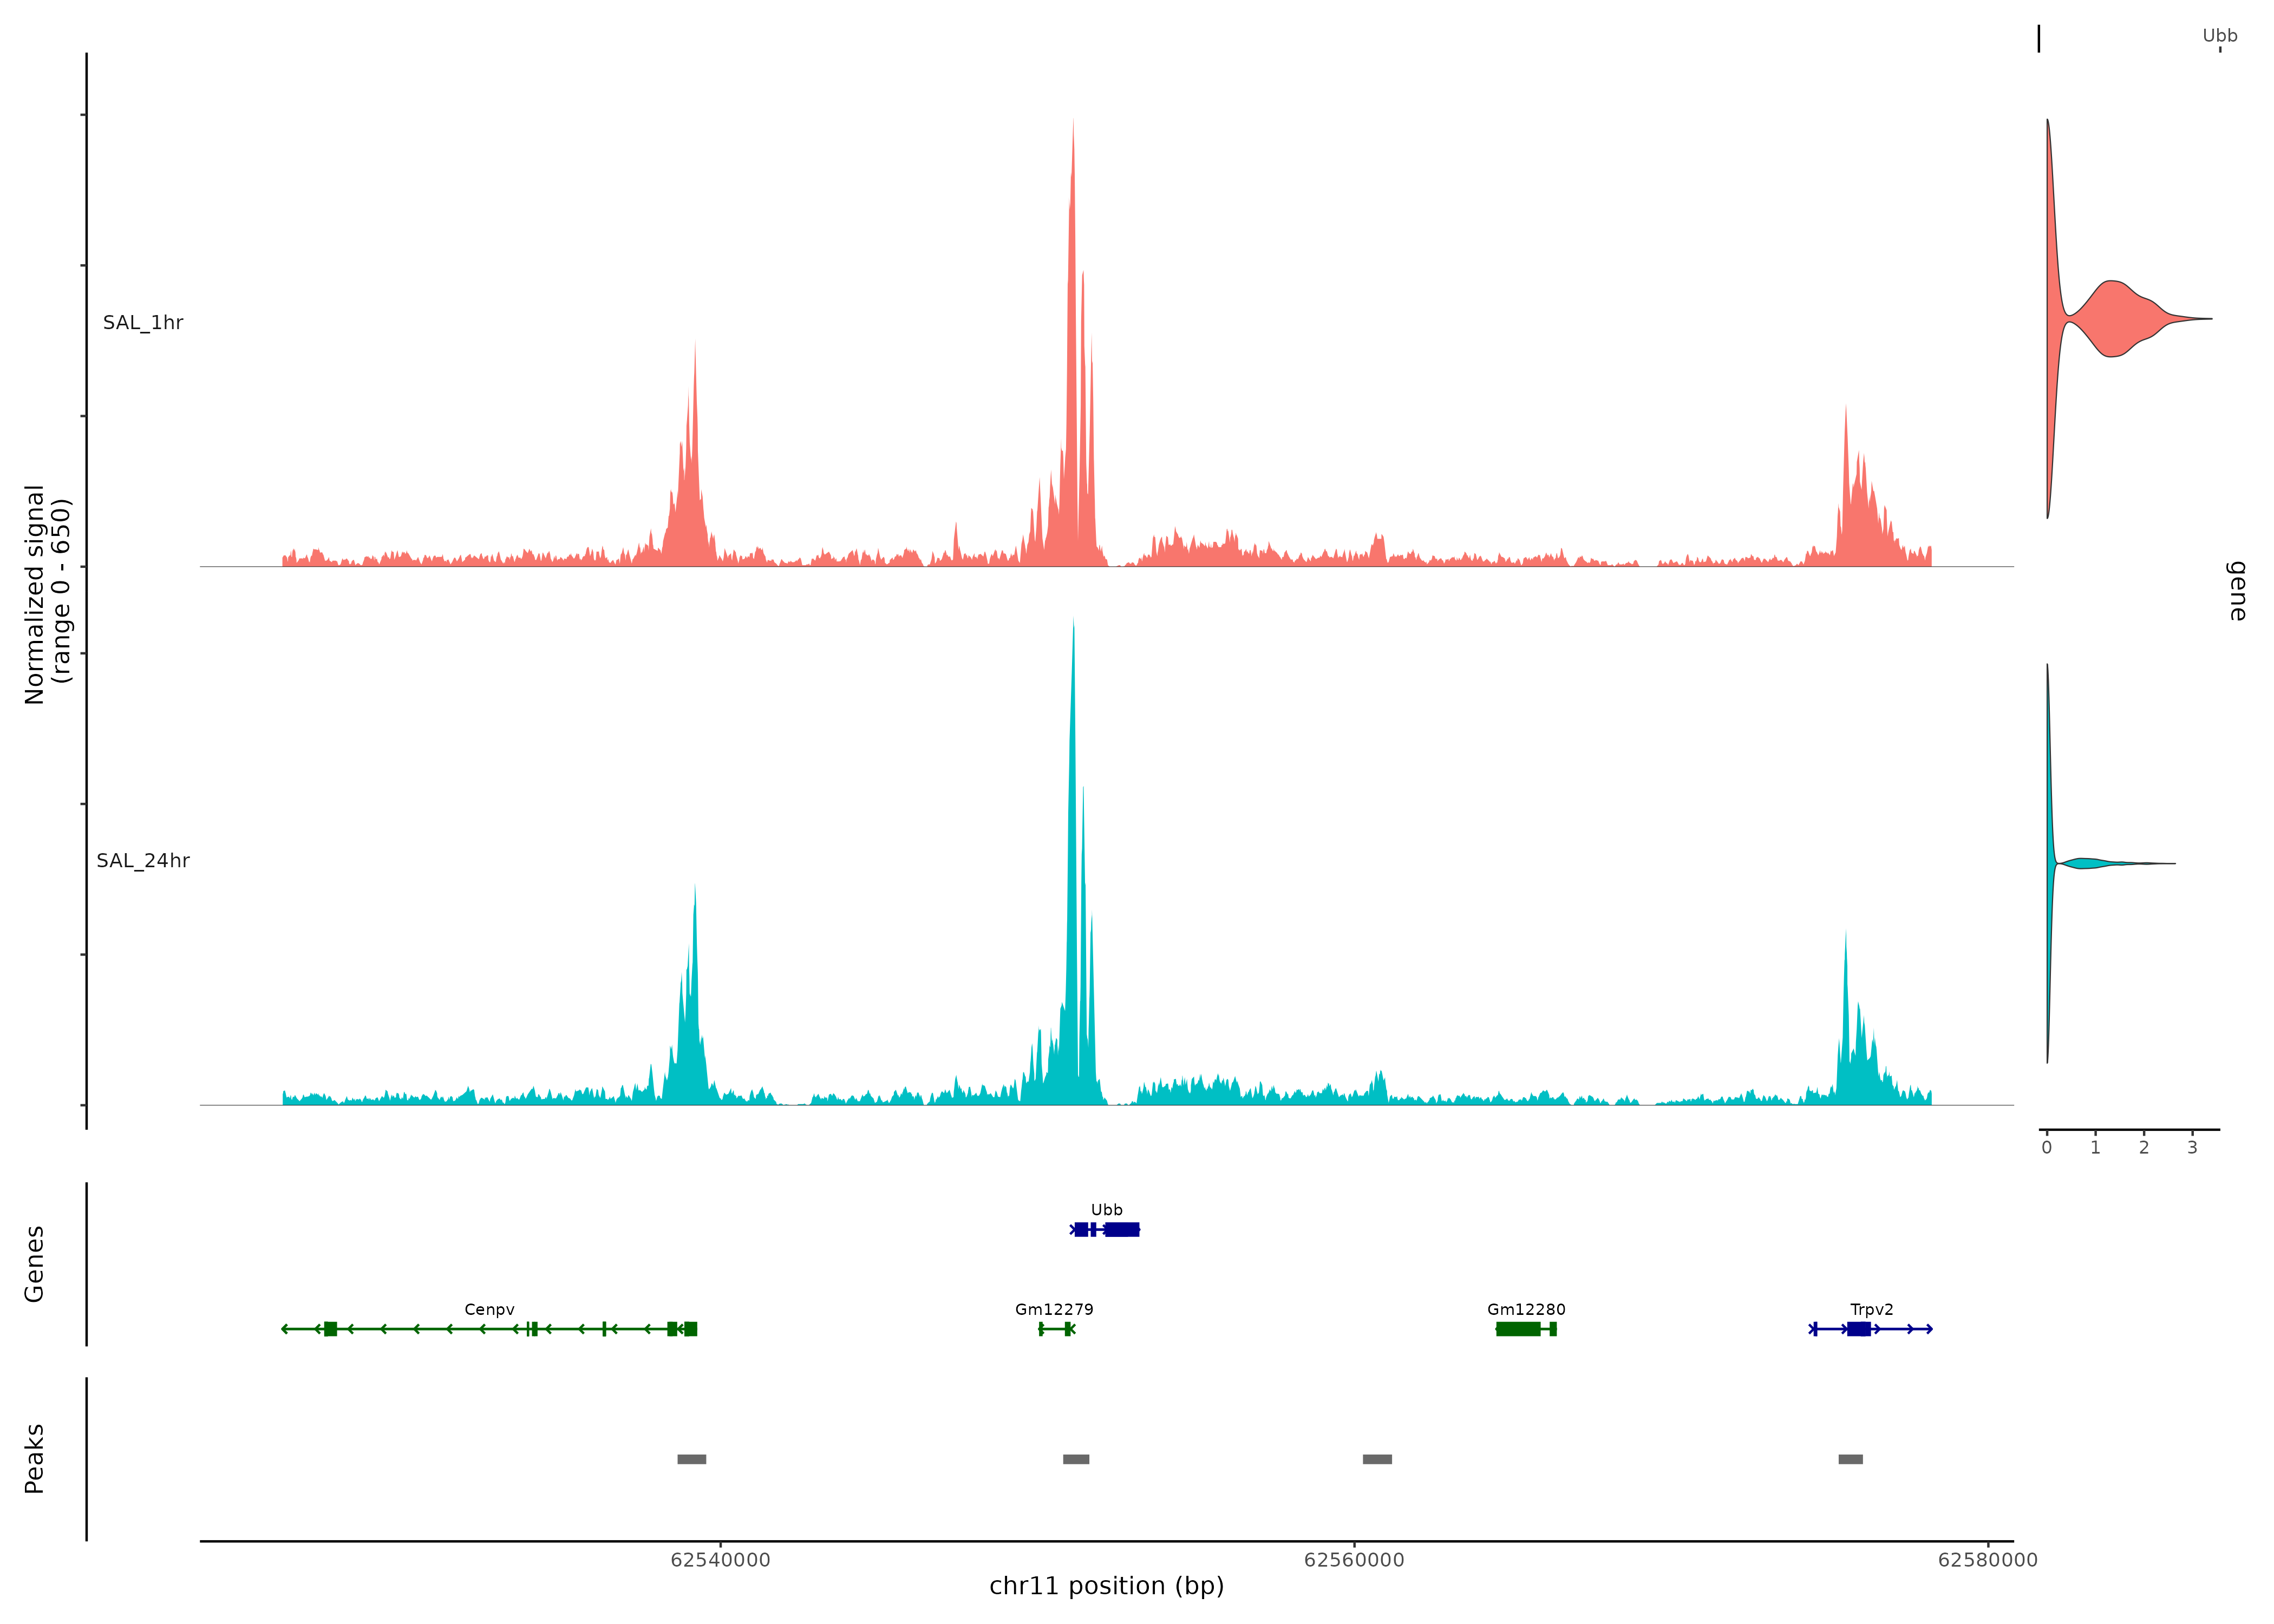 Ubb
SAL_1hr
SAL_24hr
Normalized signal
(range 0 - 650)
gene
0 1 2 3
Genes
Ubb
Cenpv Gm12279 Gm12280 Trpv2
Peaks
62540000 62560000 62580000
chr11 position (bp)